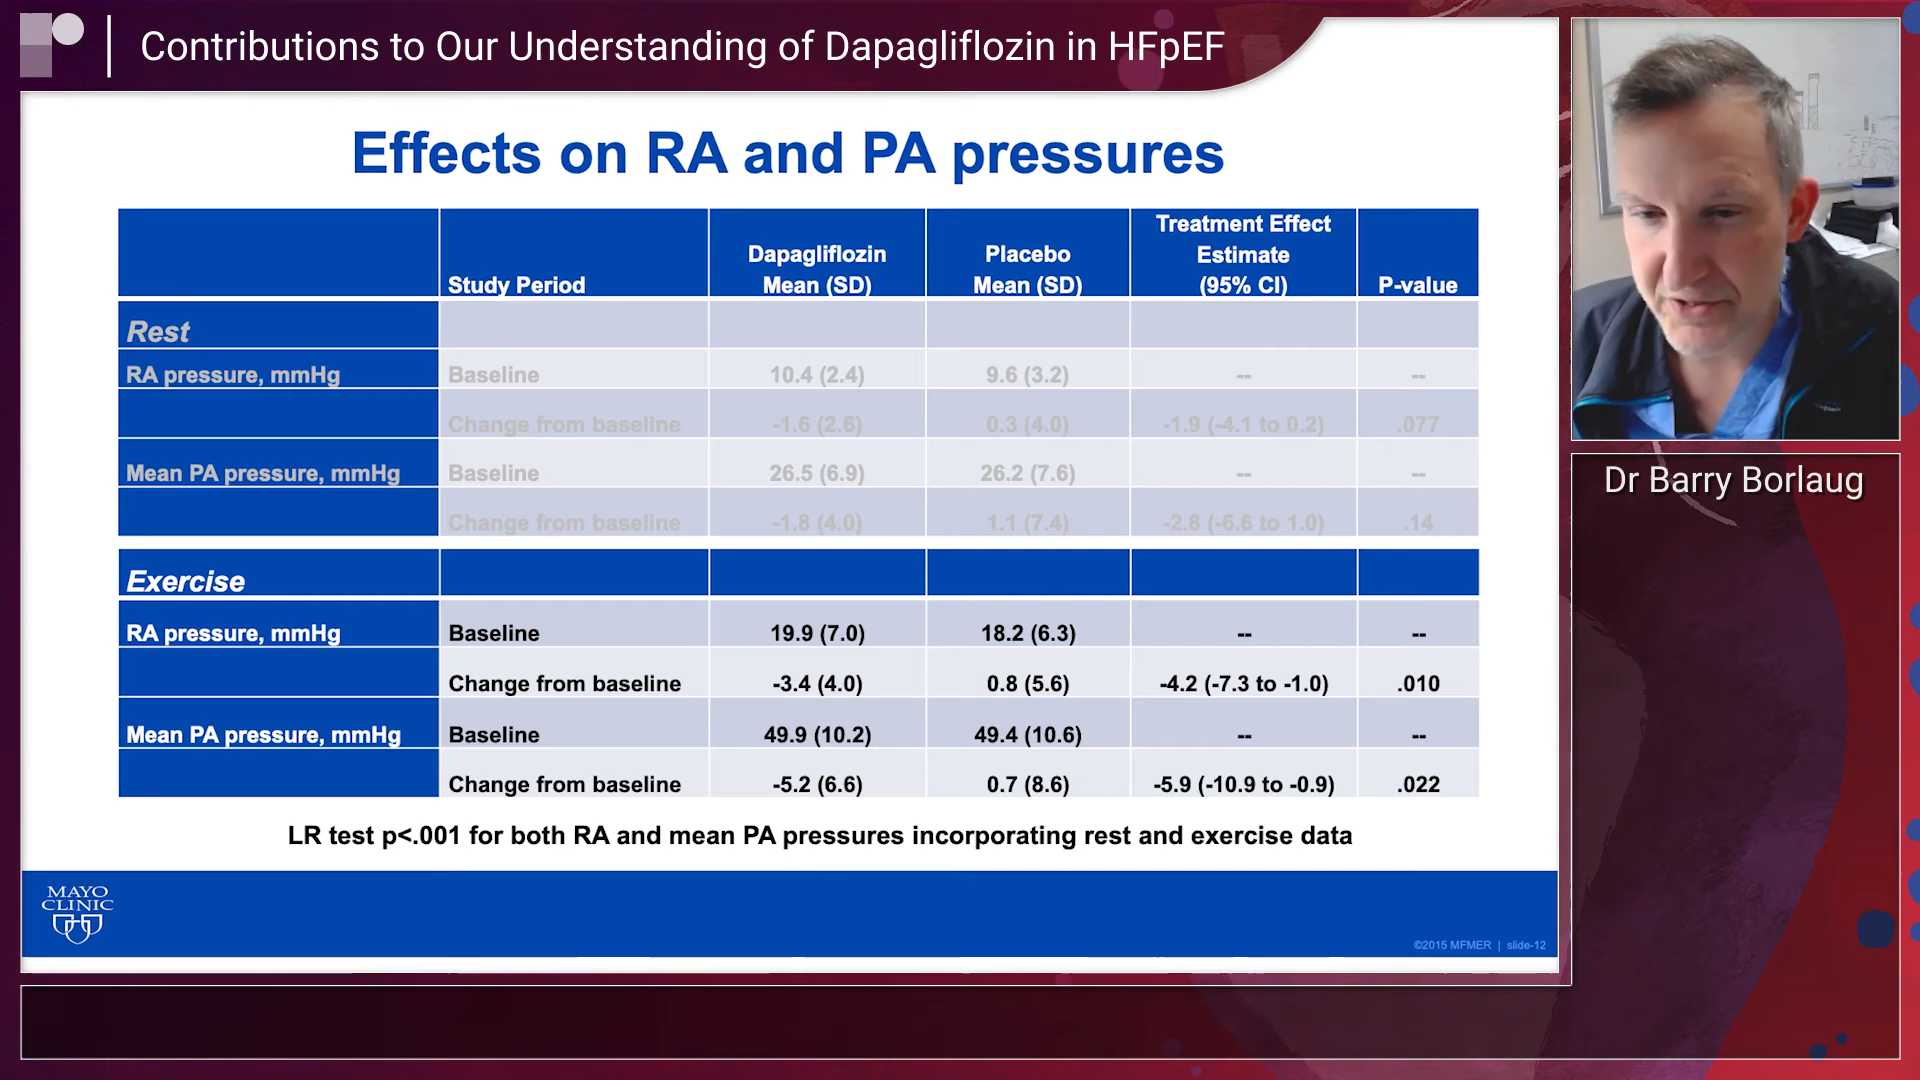 Contributions to Our Understanding of Dapagliflozin in HFpEF
Effects on RA and PA pressures
Study Period Dapagliflozin Mean (SD) Placebo Mean (SD) Treatment Effect Estimate (95% CI) P-value
Rest
RA pressure, mmHg Baseline 10.4 (2.4) 9.6 (3.2) -- --
Change from baseline -1.6 (2.6) 0.3 (4.0) -1.9 (-4.1 to 0.2) .077
Mean PA pressure, mmHg Baseline 26.5 (6.9) 26.2 (7.6) -- --
Change from baseline -1.8 (4.0) 1.1 (7.4) -2.8 (-6.6 to 1.0) .14
Exercise
RA pressure, mmHg Baseline 19.9 (7.0) 18.2 (6.3) -- --
Change from baseline -3.4 (4.0) 0.8 (5.6) -4.2 (-7.3 to -1.0) .010
Mean PA pressure, mmHg Baseline 49.9 (10.2) 49.4 (10.6) -- --
Change from baseline -5.2 (6.6) 0.7 (8.6) -5.9 (-10.9 to -0.9) .022
LR test p<.001 for both RA and mean PA pressures incorporating rest and exercise data
MAYO
CLINIC
©2015 MFMER | slide-12
Dr Barry Borlaug